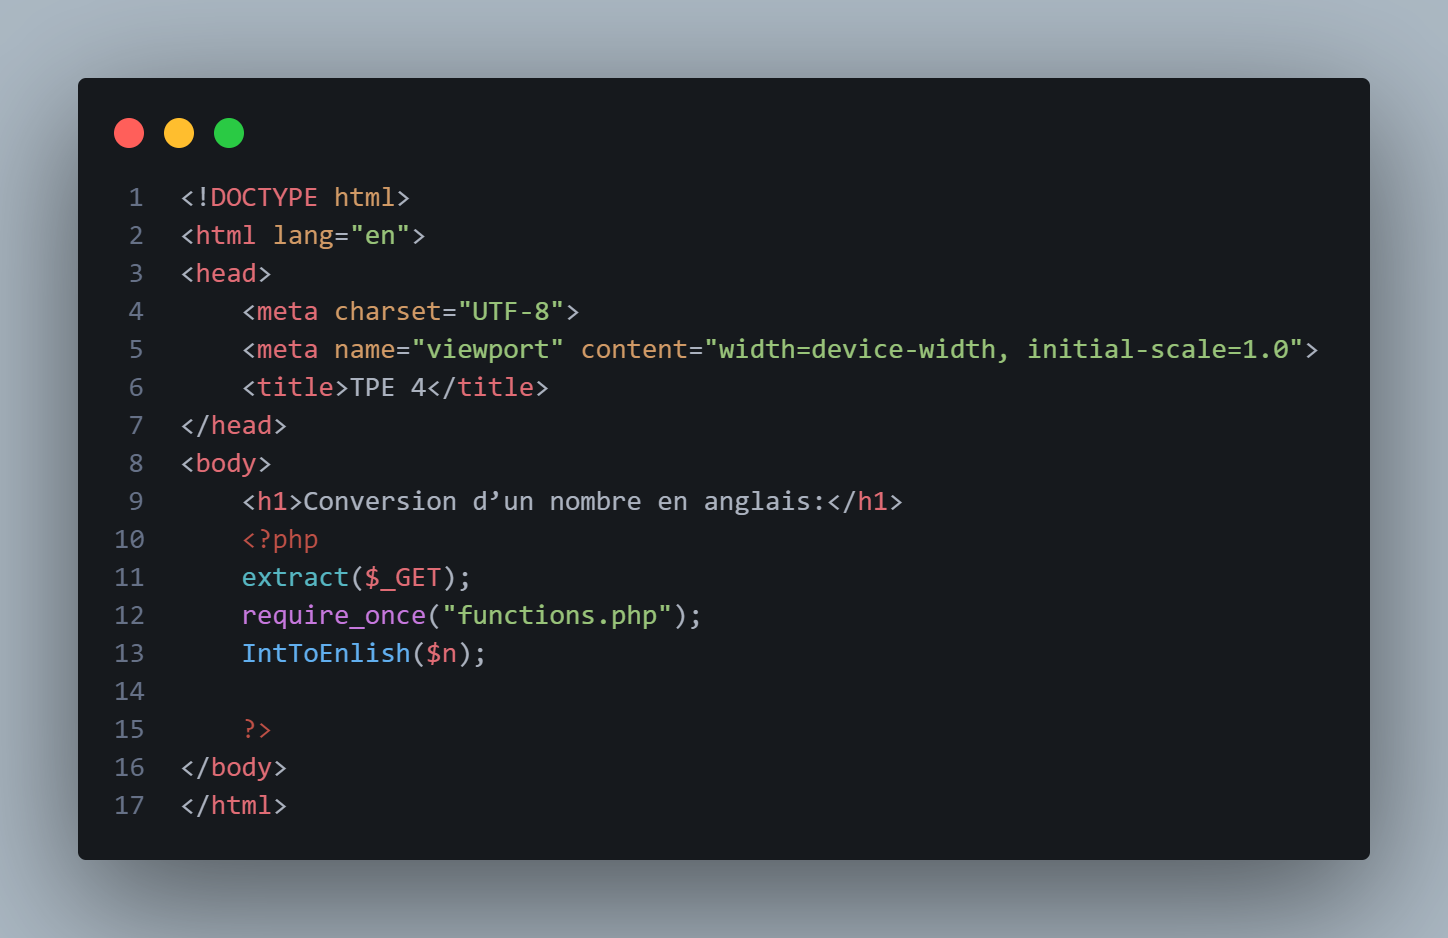 1 <!DOCTYPE html>
2 <html lang="en">
3 <head>
4     <meta charset="UTF-8">
5     <meta name="viewport" content="width=device-width, initial-scale=1.0">
6     <title>TPE 4</title>
7 </head>
8 <body>
9     <h1>Conversion d’un nombre en anglais:</h1>
10     <?php
11     extract($_GET);
12     require_once("functions.php");
13     IntToEnlish($n);
14
15     ?>
16 </body>
17 </html>